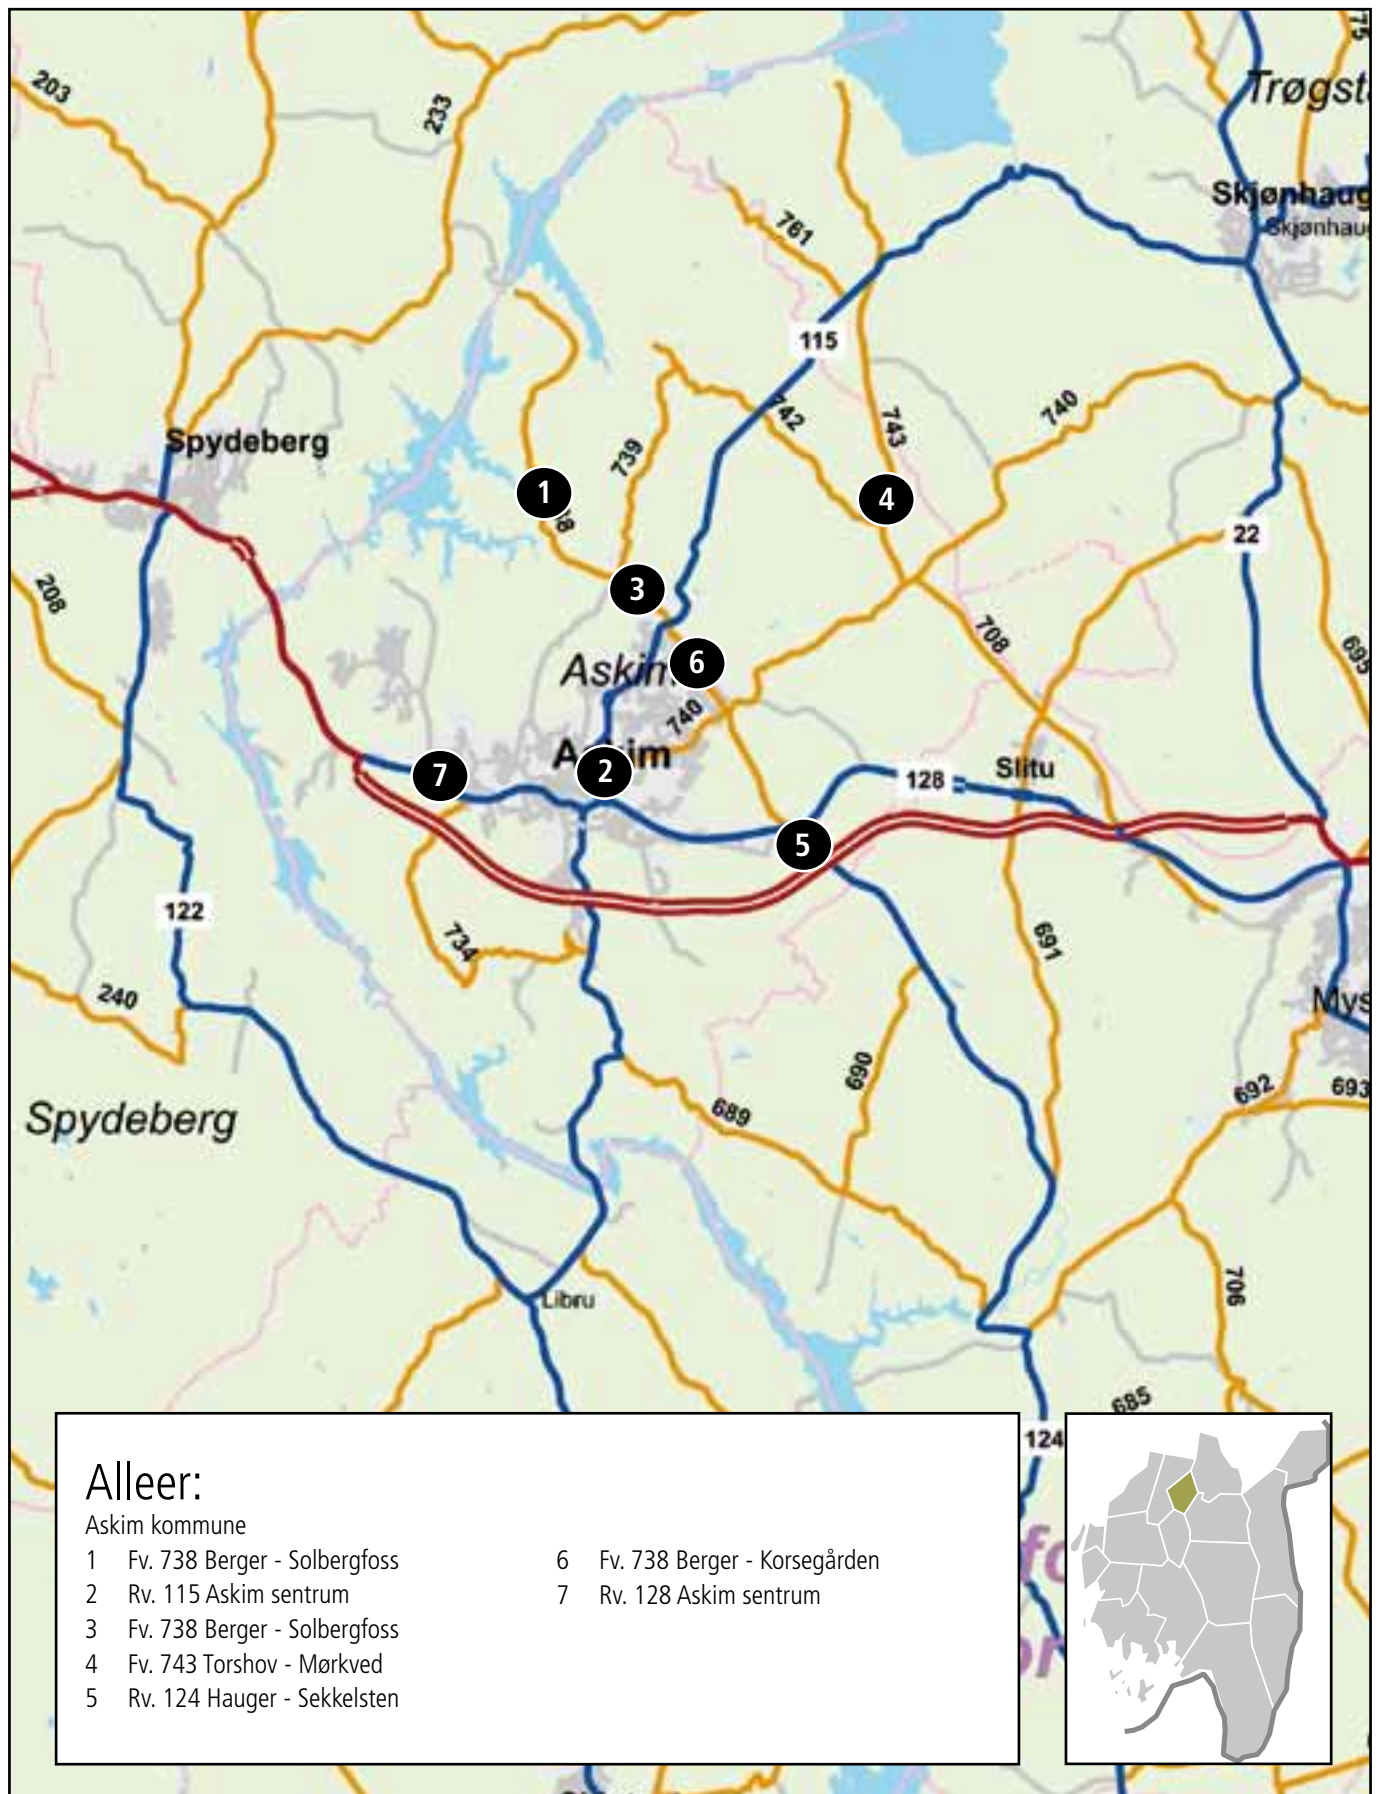 203
233
Trøgst
Skjønhaug
Skjønhau
761
115
742
743
740
Spydeberg
739
1
4
22
208
3
708
695
Askim
6
740
Askim
7
2
128
Slitu
5
122
734
691
240
Mys
690
692
693
689
Spydeberg
706
Libru
685
124
Alleer:
Askim kommune
1 Fv. 738 Berger - Solbergfoss
2 Rv. 115 Askim sentrum
3 Fv. 738 Berger - Solbergfoss
4 Fv. 743 Torshov - Mørkved
5 Rv. 124 Hauger - Sekkelsten
6 Fv. 738 Berger - Korsegården
7 Rv. 128 Askim sentrum